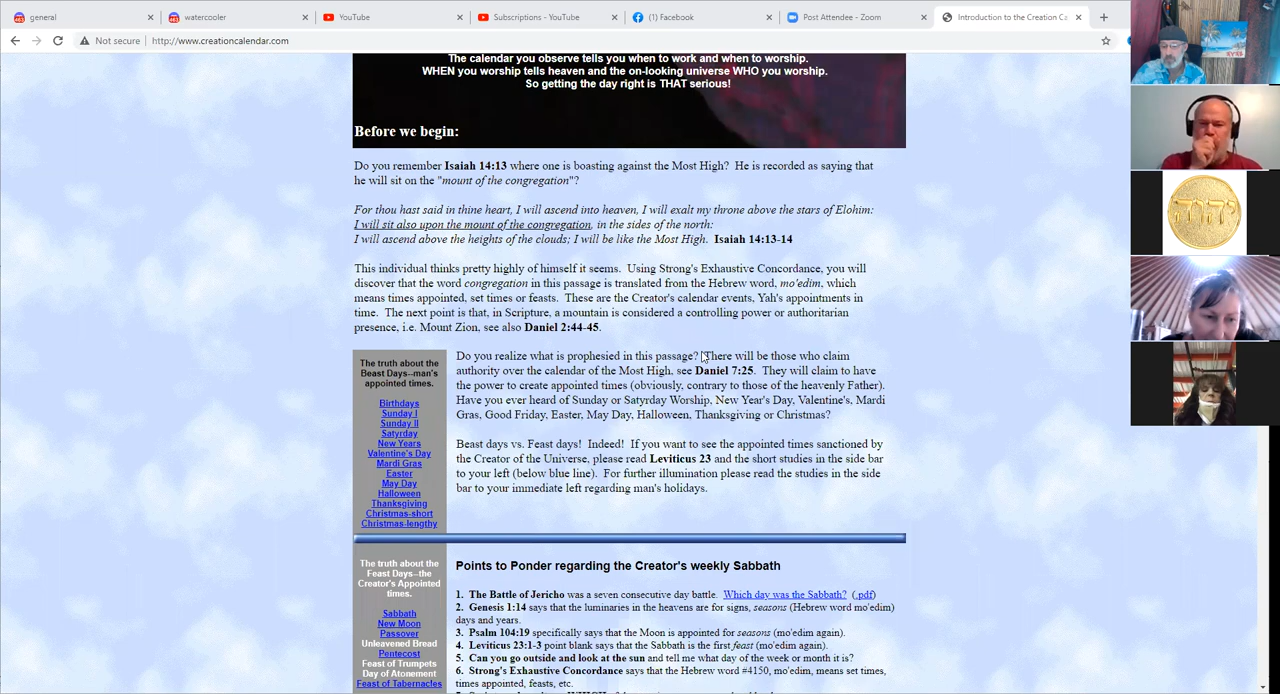 general
watercooler
YouTube
Subscriptions - YouTube
(1) Facebook
Post Attendee - Zoom
Introduction to the Creation Ca
Not secure
http://www.creationcalendar.com
The calendar you observe tells you when to work and when to worship.
WHEN you worship tells heaven and the on-looking universe WHO you worship.
So getting the day right is THAT serious!
Before we begin:
Do you remember Isaiah 14:13 where one is boasting against the Most High? He is recorded as saying that
he will sit on the "mount of the congregation"?
For thou hast said in thine heart, I will ascend into heaven, I will exalt my throne above the stars of Elohim:
I will sit also upon the mount of the congregation, in the sides of the north:
I will ascend above the heights of the clouds; I will be like the Most High. Isaiah 14:13-14
This individual thinks pretty highly of himself it seems. Using Strong's Exhaustive Concordance, you will
discover that the word congregation in this passage is translated from the Hebrew word, mo'edim, which
means times appointed, set times or feasts. These are the Creator's calendar events, Yah's appointments in
time. The next point is that, in Scripture, a mountain is considered a controlling power or authoritarian
presence, i.e. Mount Zion, see also Daniel 2:44-45.
The truth about the
Beast Days--man's
appointed times.
Birthdays
Sunday I
Sunday II
Satyrday
New Years
Valentine's Day
Mardi Gras
Easter
May Day
Halloween
Thanksgiving
Christmas-short
Christmas-lengthy
Do you realize what is prophesied in this passage? There will be those who claim
authority over the calendar of the Most High, see Daniel 7:25. They will claim to have
the power to create appointed times (obviously, contrary to those of the heavenly Father).
Have you ever heard of Sunday or Satyrday Worship, New Year's Day, Valentine's, Mardi
Gras, Good Friday, Easter, May Day, Halloween, Thanksgiving or Christmas?
Beast days vs. Feast days! Indeed! If you want to see the appointed times sanctioned by
the Creator of the Universe, please read Leviticus 23 and the short studies in the side bar
to your left (below blue line). For further illumination please read the studies in the side
bar to your immediate left regarding man's holidays.
The truth about the
Feast Days--the
Creator's Appointed
times.
Sabbath
New Moon
Passover
Unleavened Bread
Pentecost
Feast of Trumpets
Day of Atonement
Feast of Tabernacles
Points to Ponder regarding the Creator's weekly Sabbath
1. The Battle of Jericho was a seven consecutive day battle. Which day was the Sabbath? (.pdf)
2. Genesis 1:14 says that the luminaries in the heavens are for signs, seasons (Hebrew word mo'edim)
days and years.
3. Psalm 104:19 specifically says that the Moon is appointed for seasons (mo'edim again).
4. Leviticus 23:1-3 point blank says that the Sabbath is the first feast (mo'edim again).
5. Can you go outside and look at the sun and tell me what day of the week or month it is?
6. Strong's Exhaustive Concordance says that the Hebrew word #4150, mo'edim, means set times,
times appointed, feasts, etc.